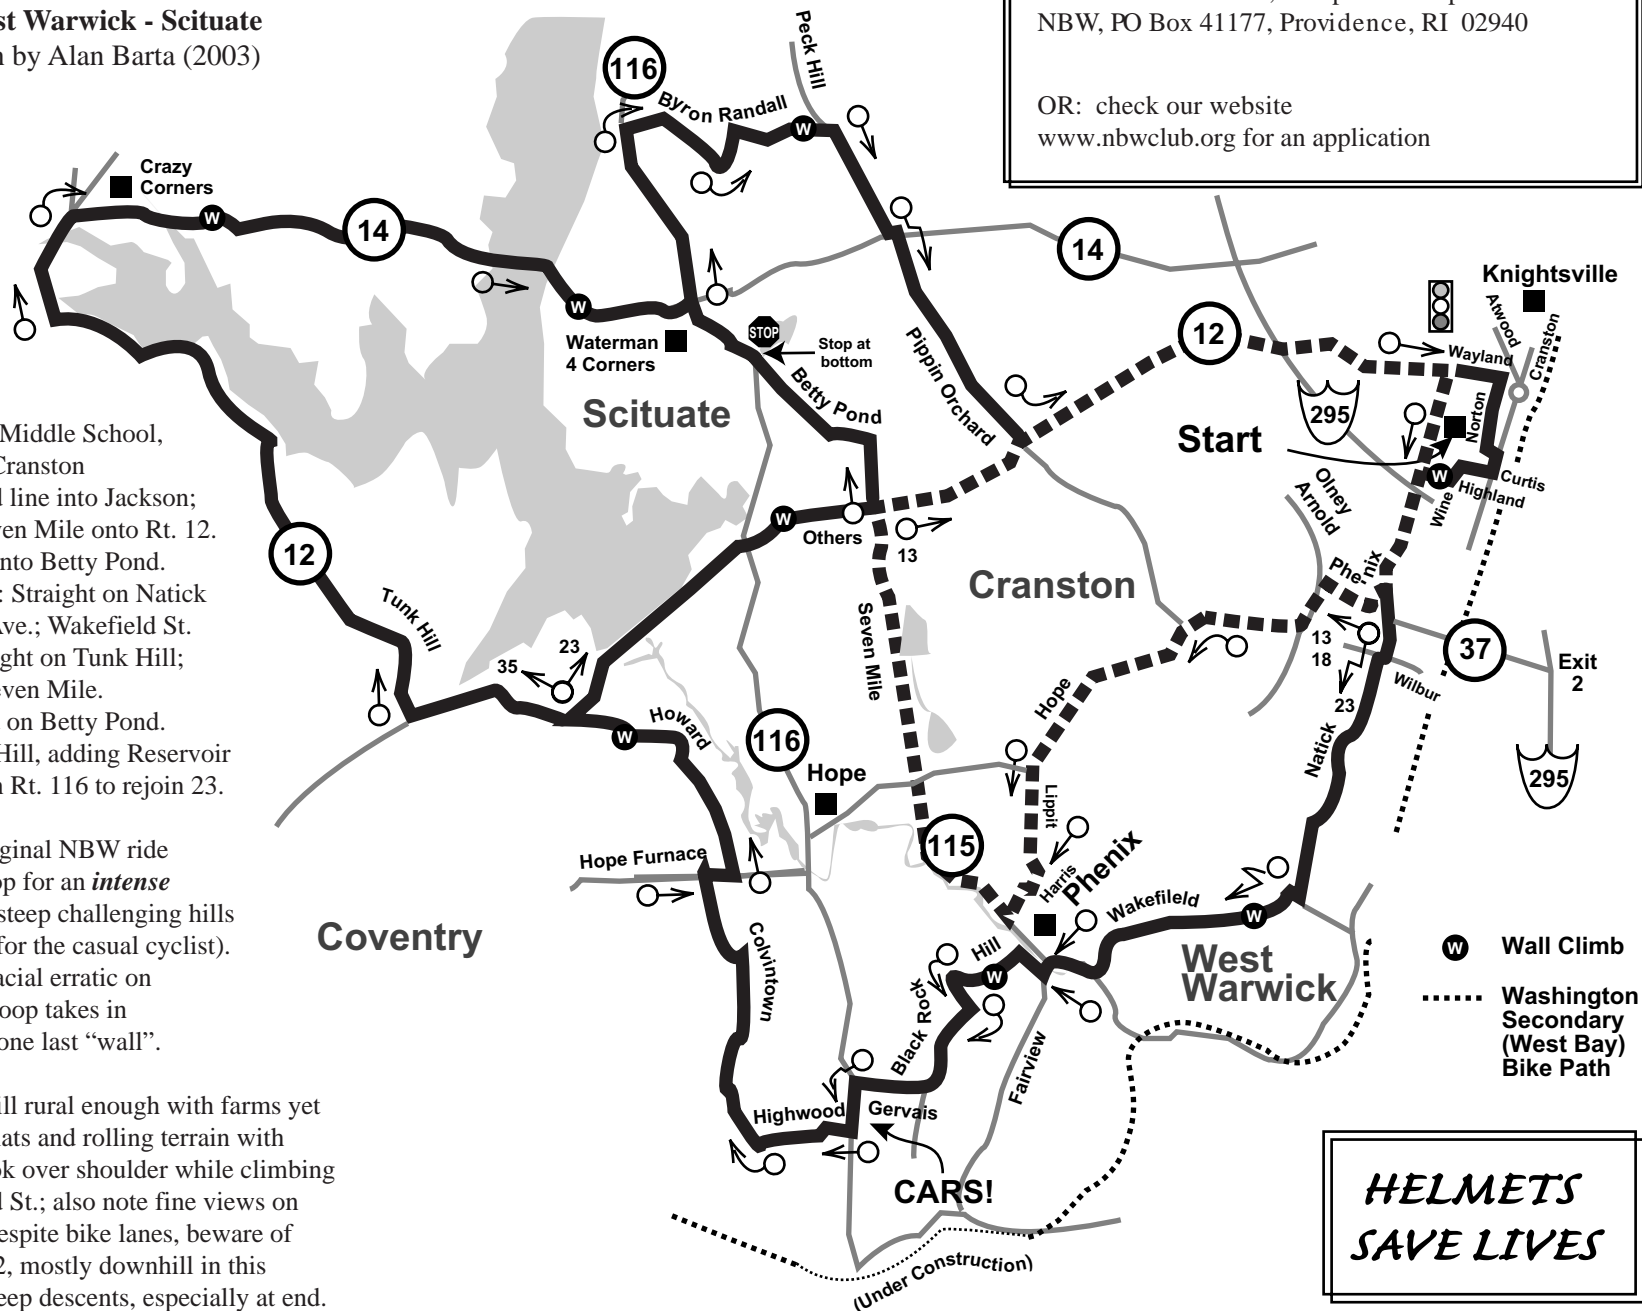 st Warwick - Scituate
n by Alan Barta (2003)
NBW, PO Box 41177, Providence, RI 02940
OR: check our website
www.nbwclub.org for an application
116
Peck Hill
Byron Randall
W
Crazy
Corners
W
14
14
W
Waterman
4 Corners
STOP
Stop at
bottom
Betty Pond
Pippin Orchard
12
Knightsville
Atwood
Cranston
Wayland
295
Norton
Start
W
Curtis
Highland
Wine
Olney
Arnold
Phe-nix
Scituate
Middle School,
Cranston
d line into Jackson;
ven Mile onto Rt. 12.
nto Betty Pond.
: Straight on Natick
Ave.; Wakefield St.
ght on Tunk Hill;
even Mile.
l on Betty Pond.
Hill, adding Reservoir
n Rt. 116 to rejoin 23.
12
W
Others
13
Cranston
Tunk Hill
Seven Mile
35
23
13
18
23
37
Exit
2
Wilbur
Natick
295
W
Howard
116
Hope
Hope
Lippit
115
Harris
Phenix
ginal NBW ride
op for an intense
steep challenging hills
for the casual cyclist).
acial erratic on
oop takes in
one last “wall”.
Hope Furnace
Coventry
Colvintown
Wakefileld
W
West
Warwick
Hill
W
Black Rock
Fairview
Highwood
Gervais
CARS!
(Under Construction)
W Wall Climb
Washington
Secondary
(West Bay)
Bike Path
ill rural enough with farms yet
lats and rolling terrain with
ok over shoulder while climbing
d St.; also note fine views on
espite bike lanes, beware of
2, mostly downhill in this
eep descents, especially at end.
HELMETS
SAVE LIVES